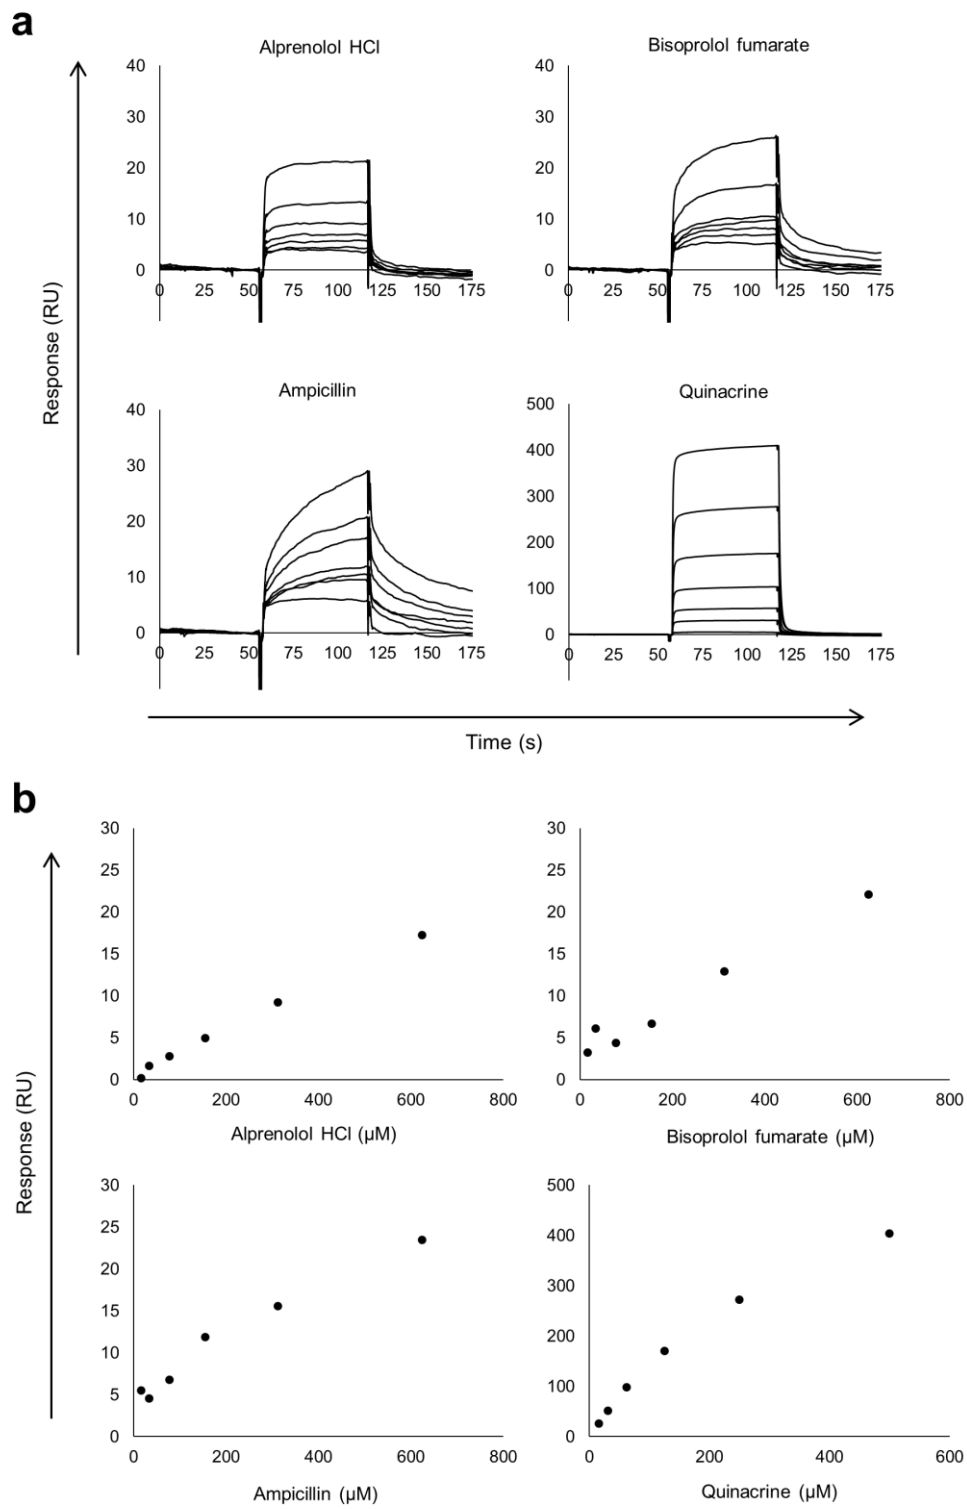 a
Alprenolol HCl
Bisoprolol fumarate
40
30
20
10
0
0 25 50 75 100 125 150 175
40
30
20
10
0
0 25 50 75 100 125 150 175
Response (RU)
Ampicillin
Quinacrine
40
30
20
10
0
0 25 50 75 100 125 150 175
500
400
300
200
100
0
0 25 50 75 100 125 150 175
Time (s)
b
30
25
20
15
10
5
0
0 200 400 600 800
Alprenolol HCl (µM)
30
25
20
15
10
5
0
0 200 400 600 800
Bisoprolol fumarate (µM)
Response (RU)
30
25
20
15
10
5
0
0 200 400 600 800
Ampicillin (µM)
500
400
300
200
100
0
0 200 400 600
Quinacrine (µM)